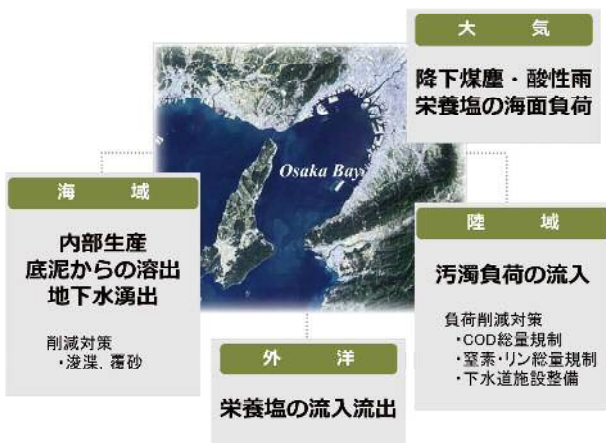 大 気
降下煤塵・酸性雨
栄養塩の海面負荷
Osaka Bay
海 域
内部生産
底泥からの溶出
地下水湧出
削減対策
・浚渫、覆砂
陸 域
汚濁負荷の流入
負荷削減対策
・COD総量規制
・窒素・リン総量規制
・下水道施設整備
外 洋
栄養塩の流入流出